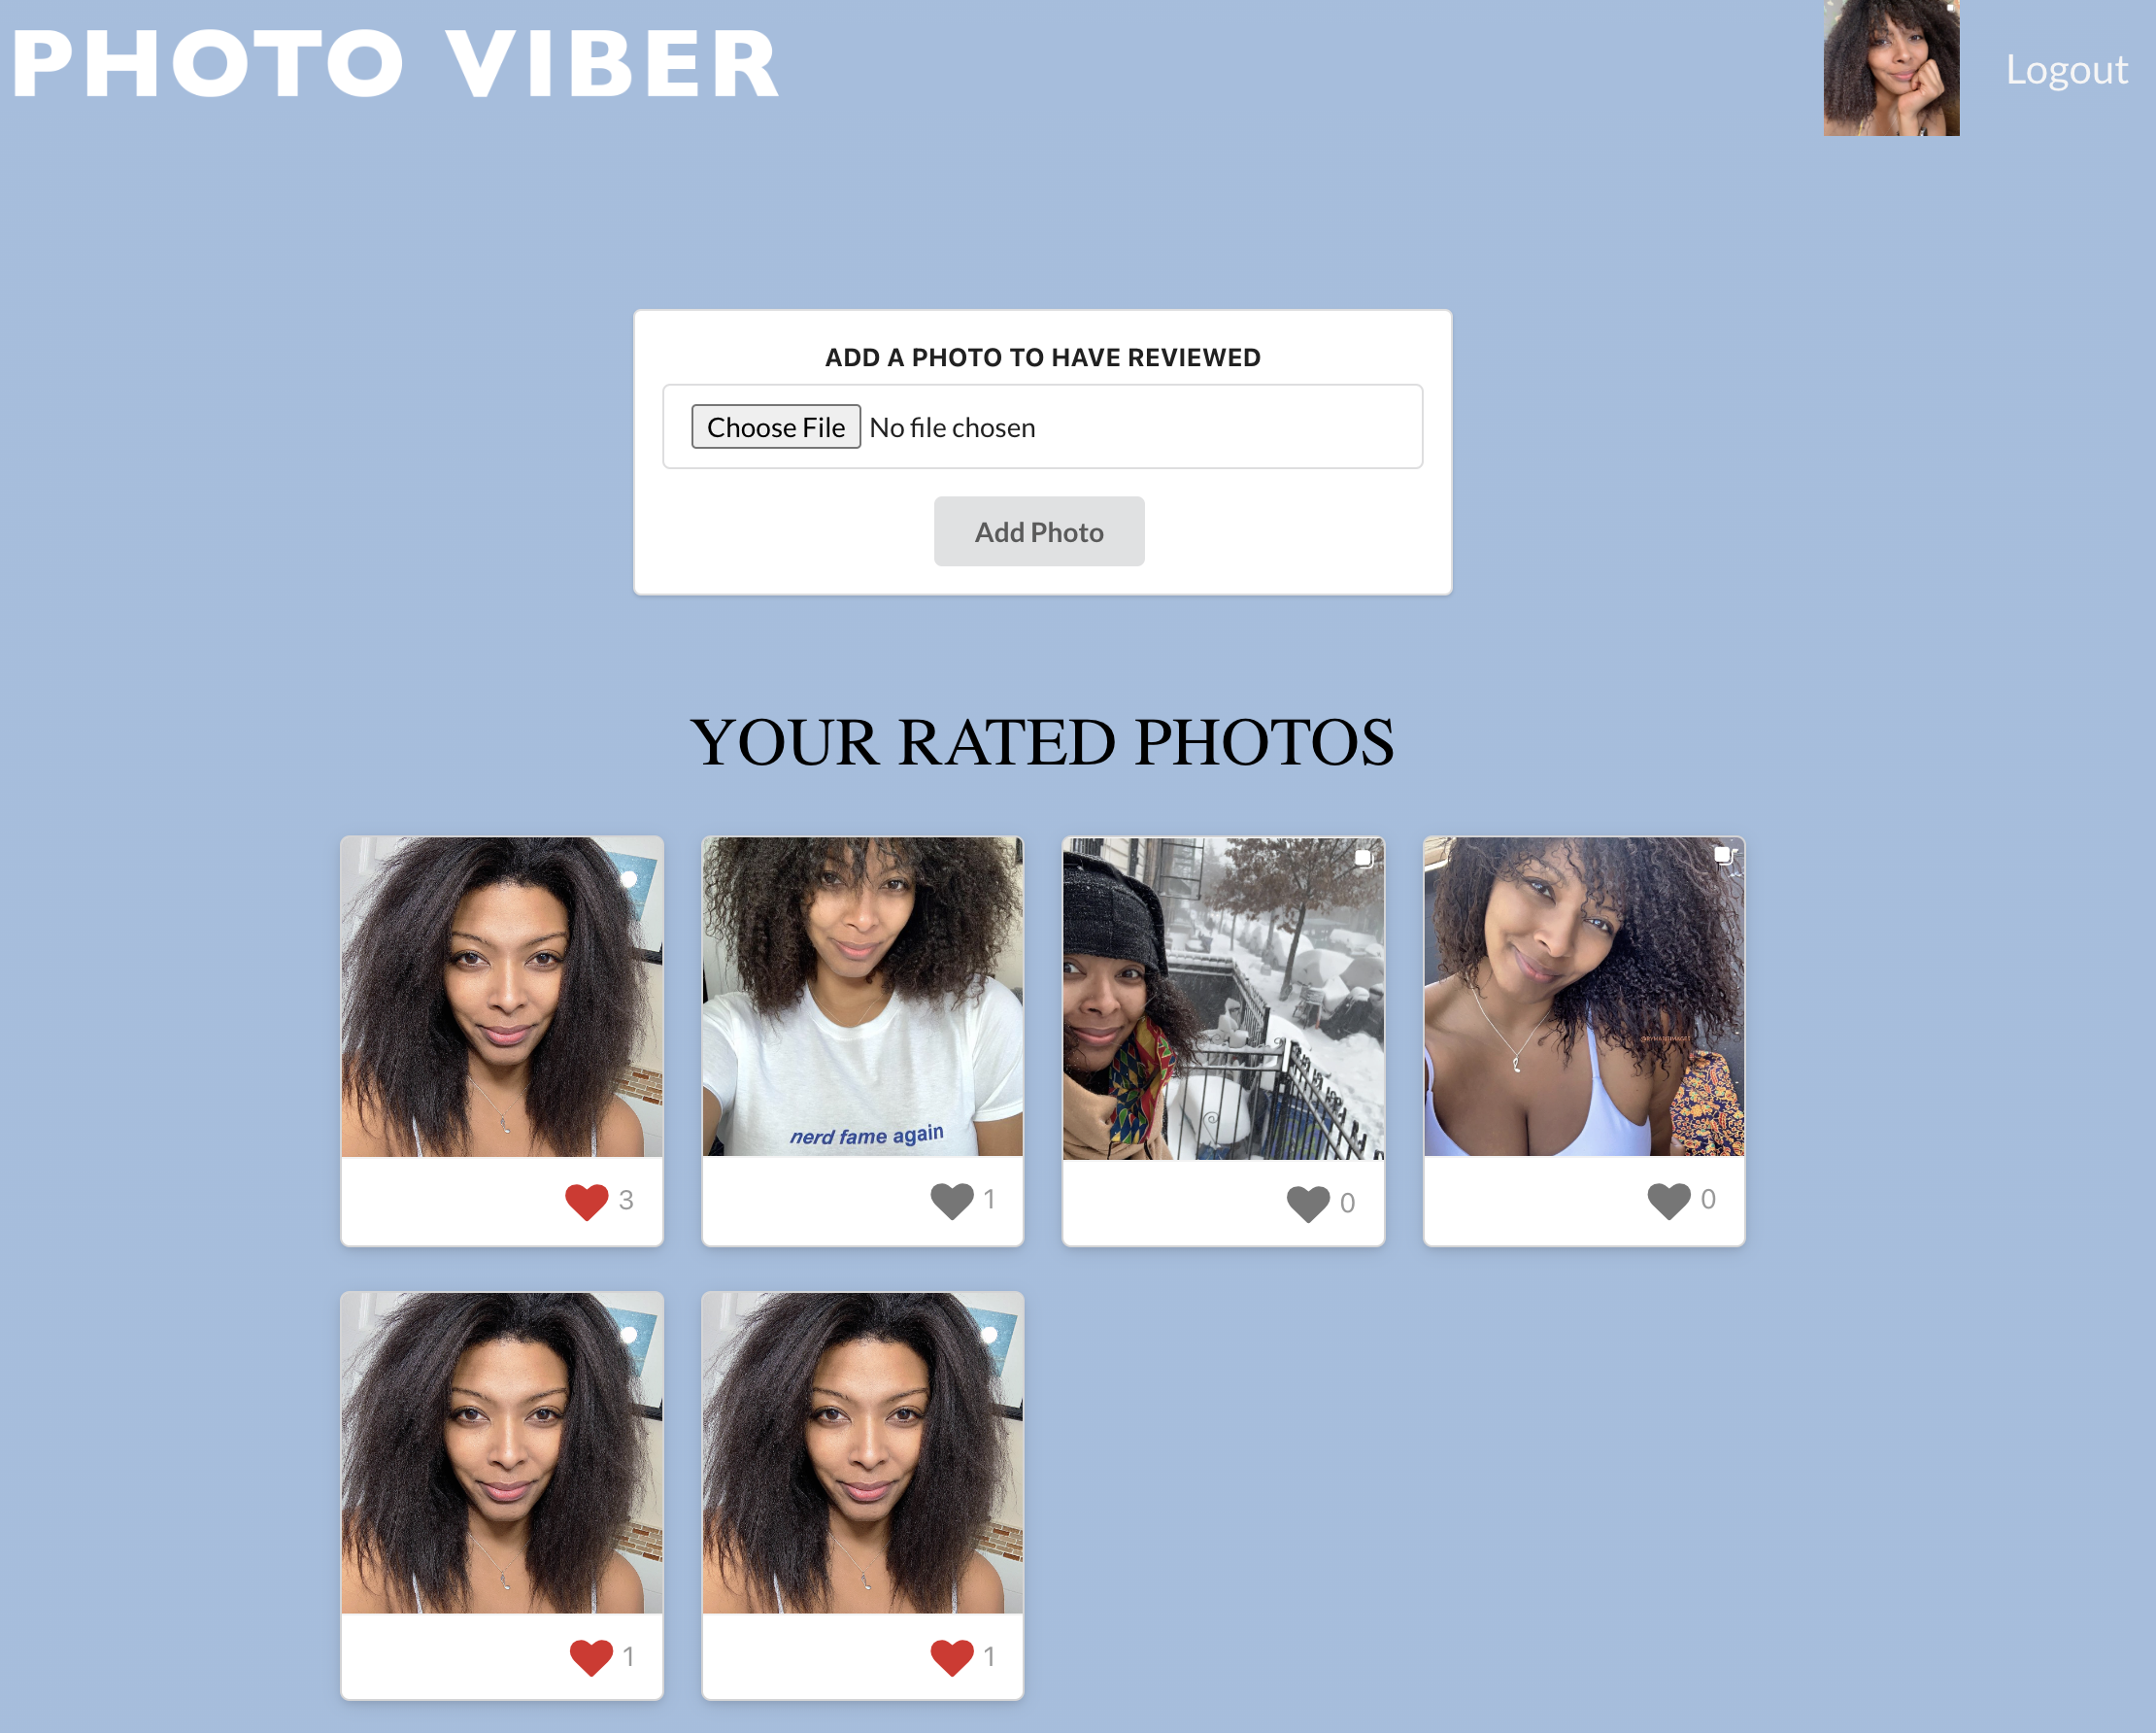 PHOTO VIBER
Logout
ADD A PHOTO TO HAVE REVIEWED
Choose File No file chosen
Add Photo
YOUR RATED PHOTOS
nerd fame again
3
1
0
0
1
1